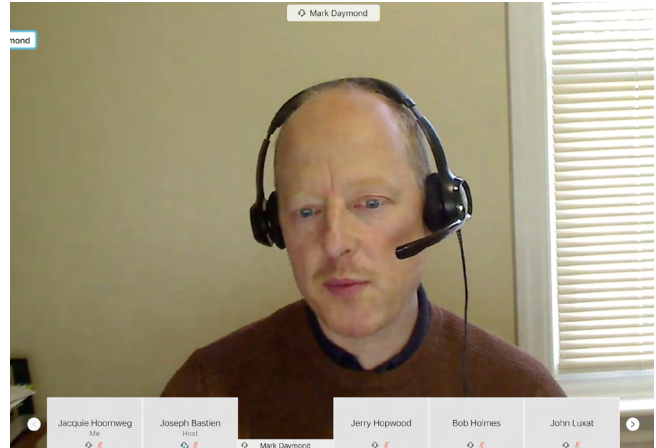 Mark Daymond
mond
Jacquie Hoornweg
Me
Joseph Bastien
Host
Mark Daymond
Jerry Hopwood
Bob Holmes
John Luxat